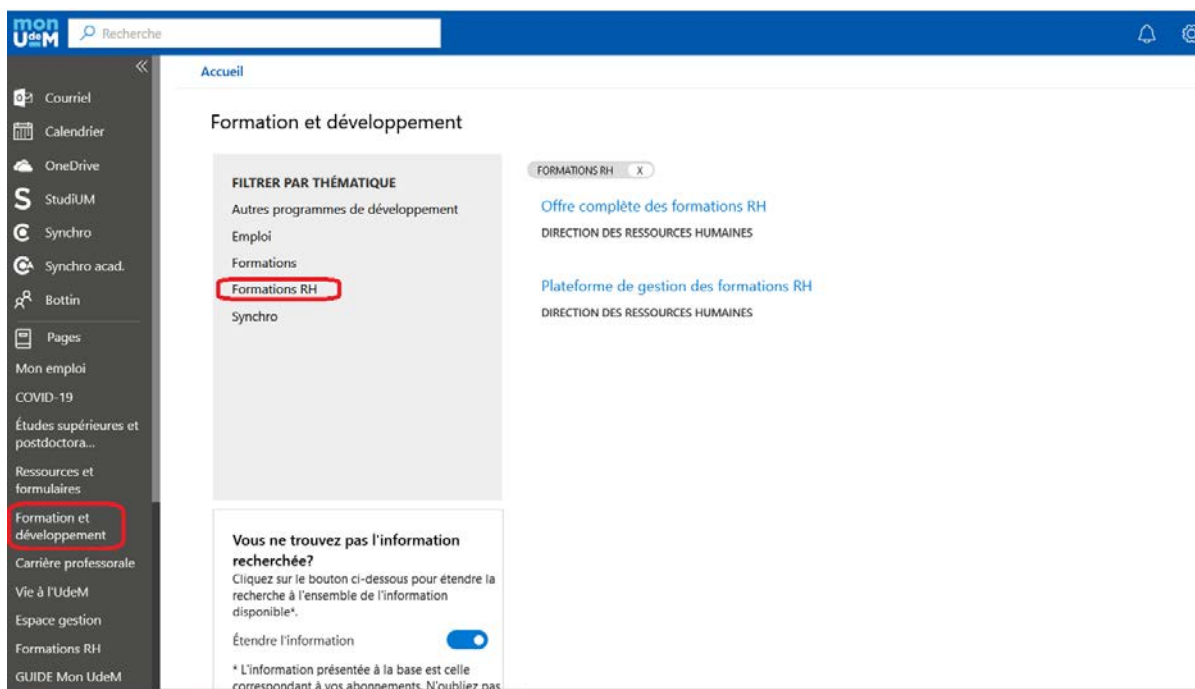 mon
UdeM
Recherche
Accueil
Courriel
Calendrier
OneDrive
S StudiUM
Synchro
Synchro acad.
Bottin
Pages
Mon emploi
COVID-19
Études supérieures et
postdoctora...
Ressources et
formulaires
Formation et
développement
Carrière professorale
Vie à l'UdeM
Espace gestion
Formations RH
GUIDE Mon UdeM
Formation et développement
FILTRER PAR THÉMATIQUE
Autres programmes de développement
Emploi
Formations
Formations RH
Synchro
Vous ne trouvez pas l'information
recherchée?
Cliquez sur le bouton ci-dessous pour étendre la
recherche à l'ensemble de l'information
disponible*.
Étendre l'information
* L'information présentée à la base est celle
correspondant à vos abonnements. N'oubliez pas
FORMATIONS RH X
Offre complète des formations RH
DIRECTION DES RESSOURCES HUMAINES
Plateforme de gestion des formations RH
DIRECTION DES RESSOURCES HUMAINES